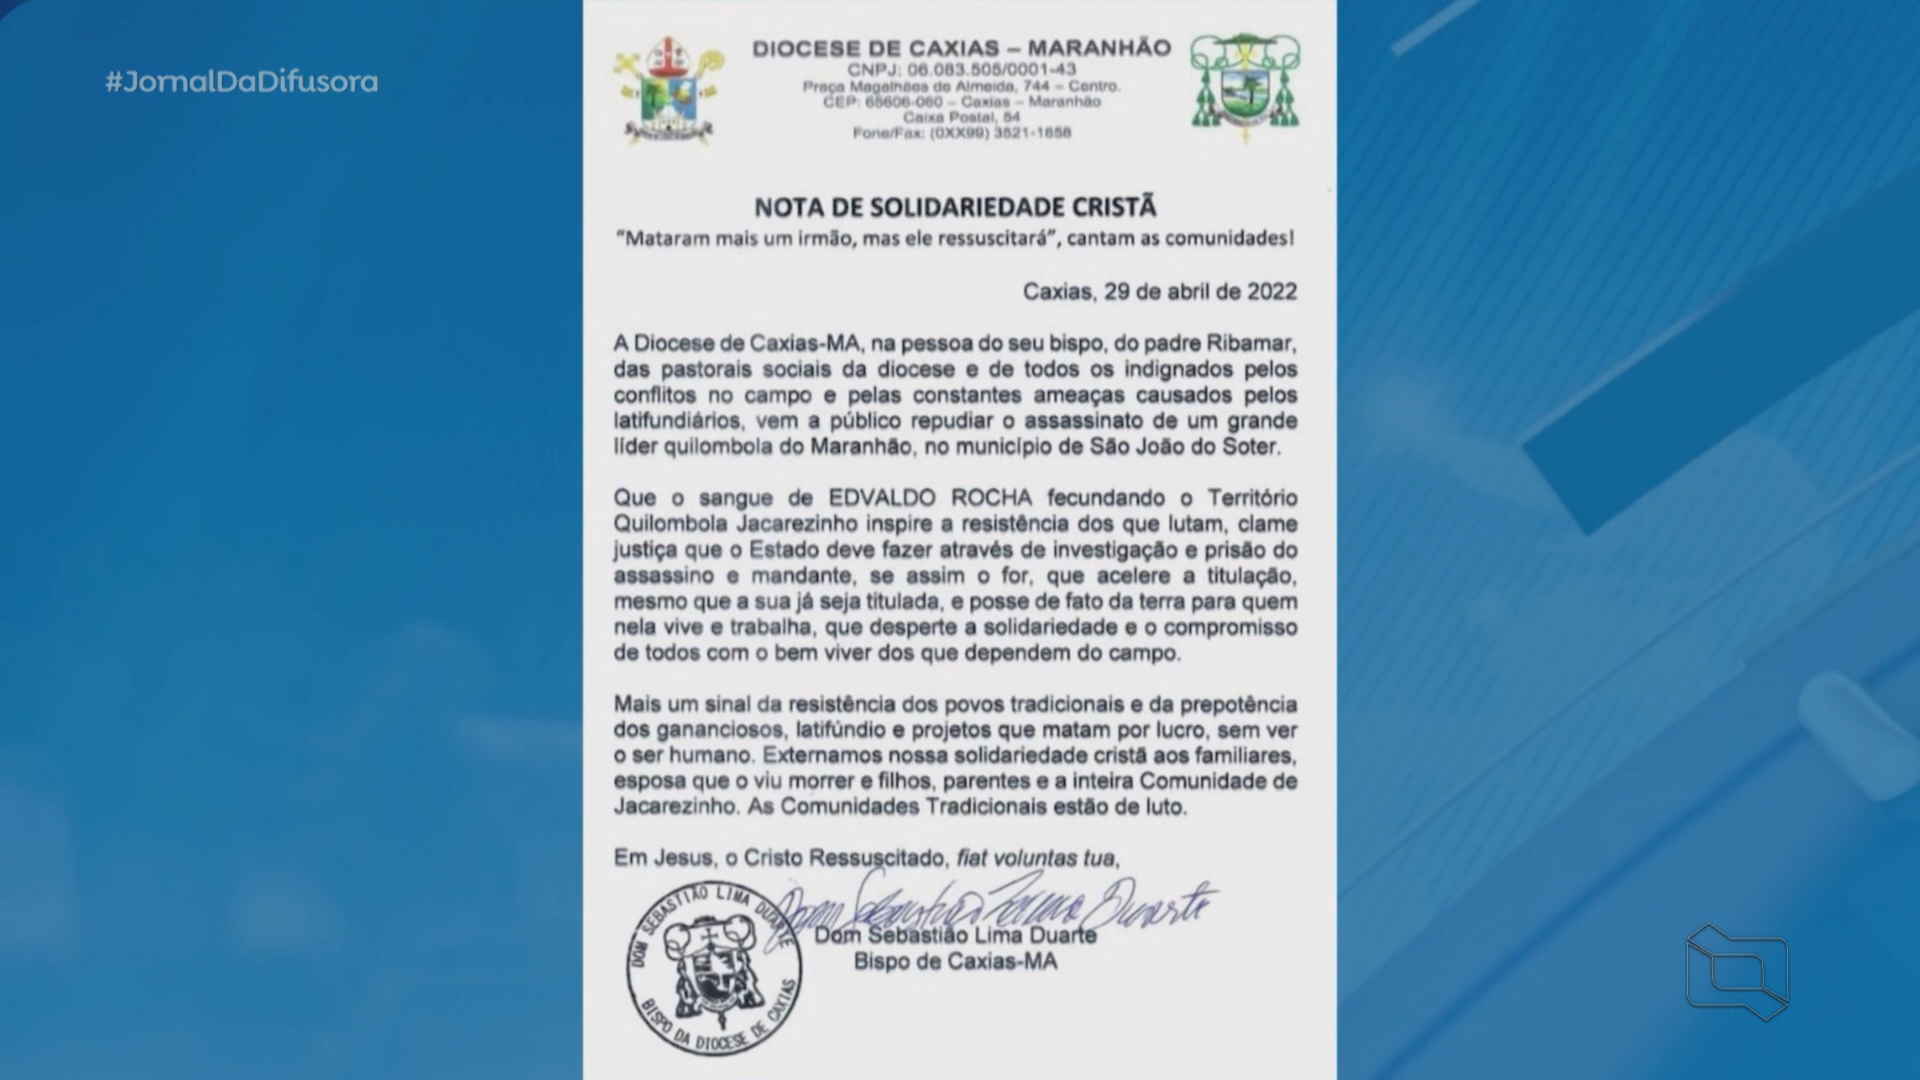 #JornalDaDifusora
DIOCESE DE CAXIAS – MARANHÃO
CNPJ: 06.083.505/0001-43
Praça Magalhães de Almeida, 744 – Centro.
CEP: 65606-060 – Caxias – Maranhão
Caixa Postal, 54
Fone/Fax: (0XX99) 3521-1658
NOTA DE SOLIDARIEDADE CRISTÃ
“Mataram mais um irmão, mas ele ressuscitará”, cantam as comunidades!
Caxias, 29 de abril de 2022
A Diocese de Caxias-MA, na pessoa do seu bispo, do padre Ribamar,
das pastorais sociais da diocese e de todos os indignados pelos
conflitos no campo e pelas constantes ameaças causados pelos
latifundiários, vem a público repudiar o assassinato de um grande
líder quilombola do Maranhão, no município de São João do Soter.
Que o sangue de EDVALDO ROCHA fecundando o Território
Quilombola Jacarezinho inspire a resistência dos que lutam, clame
justiça que o Estado deve fazer através de investigação e prisão do
assassino e mandante, se assim o for, que acelere a titulação,
mesmo que a sua já seja titulada, e posse de fato da terra para quem
nela vive e trabalha, que desperte a solidariedade e o compromisso
de todos com o bem viver dos que dependem do campo.
Mais um sinal da resistência dos povos tradicionais e da prepotência
dos gananciosos, latifúndio e projetos que matam por lucro, sem ver
o ser humano. Externamos nossa solidariedade cristã aos familiares,
esposa que o viu morrer e filhos, parentes e a inteira Comunidade de
Jacarezinho. As Comunidades Tradicionais estão de luto.
Em Jesus, o Cristo Ressuscitado, fiat voluntas tua,
Dom Sebastião Lima Duarte
Dom Sebastião Lima Duarte
Bispo de Caxias-MA
DOM SEBASTIÃO LIMA DUARTE
BISPO DA DIOCESE DE CAXIAS